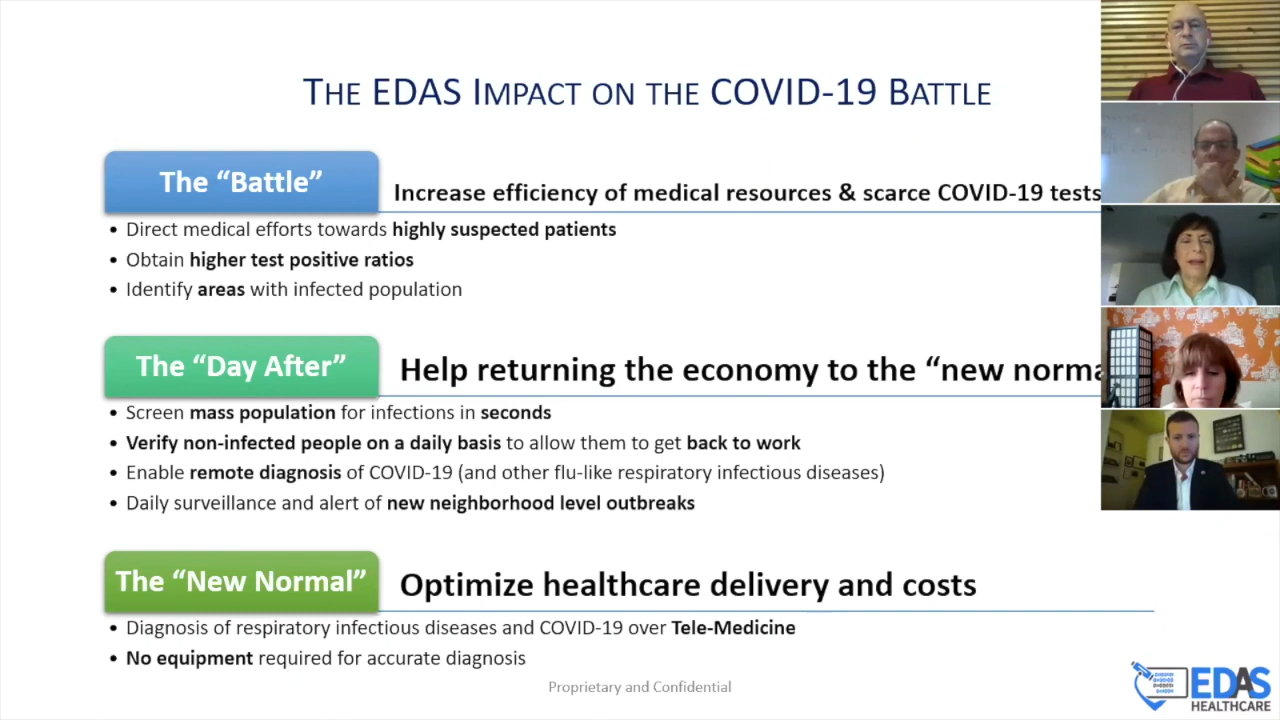 THE EDAS IMPACT ON THE COVID-19 BATTLE
The “Battle”
Increase efficiency of medical resources & scarce COVID-19 tests
• Direct medical efforts towards highly suspected patients
• Obtain higher test positive ratios
• Identify areas with infected population
The “Day After”
Help returning the economy to the “new norma
• Screen mass population for infections in seconds
• Verify non-infected people on a daily basis to allow them to get back to work
• Enable remote diagnosis of COVID-19 (and other flu-like respiratory infectious diseases)
• Daily surveillance and alert of new neighborhood level outbreaks
The “New Normal”
Optimize healthcare delivery and costs
• Diagnosis of respiratory infectious diseases and COVID-19 over Tele-Medicine
• No equipment required for accurate diagnosis
Proprietary and Confidential
EDAS
HEALTHCARE